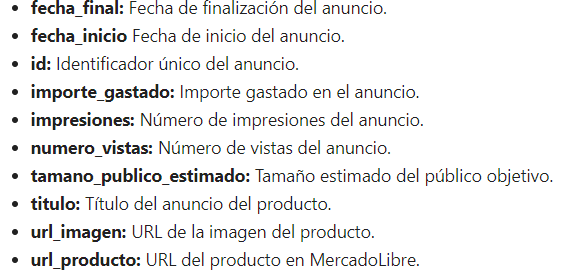 • fecha_final: Fecha de finalización del anuncio.
• fecha_inicio Fecha de inicio del anuncio.
• id: Identificador único del anuncio.
• importe_gastado: Importe gastado en el anuncio.
• impresiones: Número de impresiones del anuncio.
• numero_vistas: Número de vistas del anuncio.
• tamano_publico_estimado: Tamaño estimado del público objetivo.
• titulo: Título del anuncio del producto.
• url_imagen: URL de la imagen del producto.
• url_producto: URL del producto en MercadoLibre.